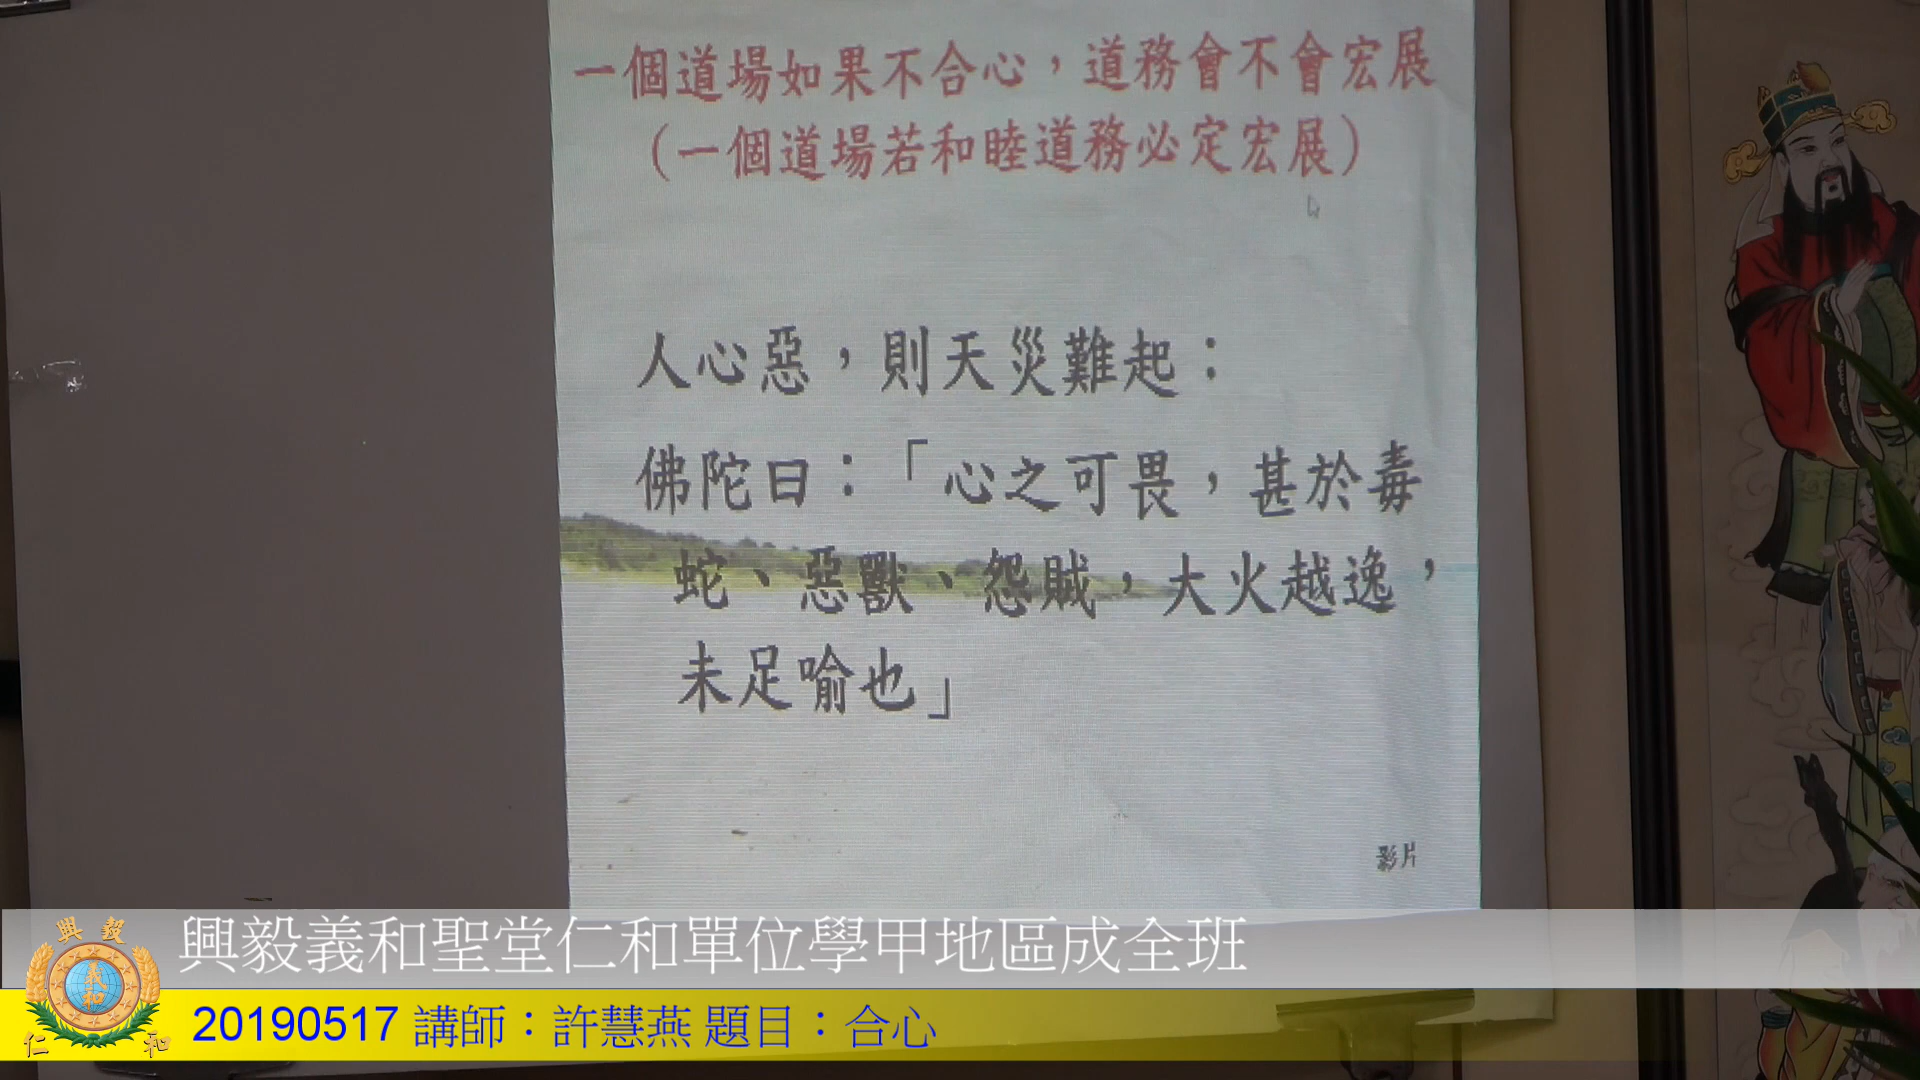 一個道場如果不合心，道務會不會宏展
（一個道場若和睦道務必定宏展）
人心惡，則天災難起：
佛陀曰：「心之可畏，甚於毒
蛇、惡獸、怨賊，大火越逸，
未足喻也」
影片
興毅義和聖堂仁和單位學甲地區成全班
20190517 講師：許慧燕 題目：合心
興毅
義和
仁和